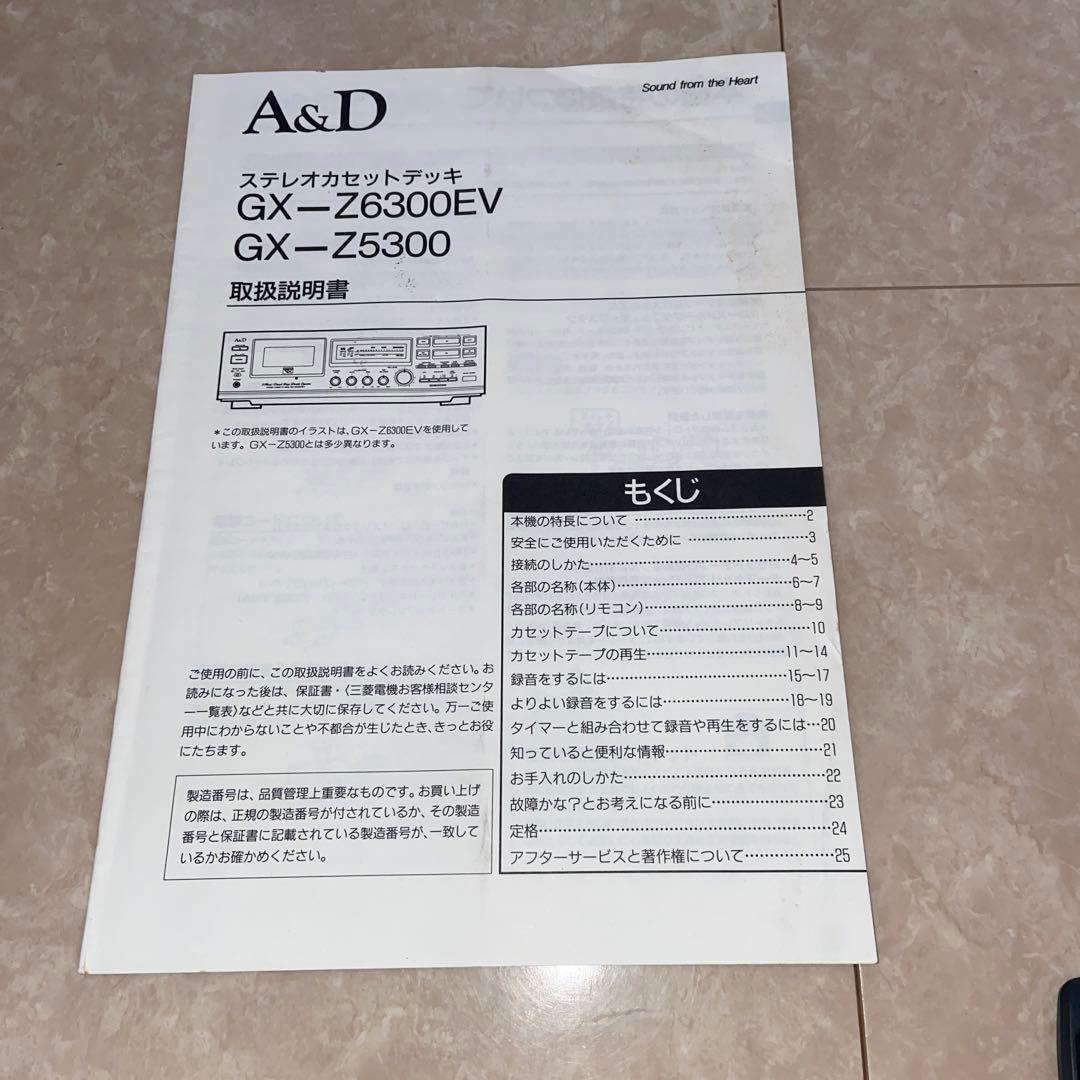 A&D
Sound from the Heart
ステレオカセットデッキ
GX－Z6300EV
GX－Z5300
取扱説明書
A&D
＊この取扱説明書のイラストは、GX－Z6300EVを使用して
います。GX－Z5300とは多少異なります。
もくじ
本機の特長について …………………………2
安全にご使用いただくために …………………3
接続のしかた……………………………4〜5
各部の名称(本体)…………………………6〜7
各部の名称(リモコン)……………………8〜9
カセットテープについて……………………10
カセットテープの再生…………………11〜14
録音をするには…………………………15〜17
よりよい録音をするには…………………18〜19
タイマーと組み合わせて録音や再生をするには…20
知っていると便利な情報……………………21
お手入れのしかた……………………………22
故障かな？とお考えになる前に………………23
定格…………………………………………24
アフターサービスと著作権について……………25
ご使用の前に、この取扱説明書をよくお読みください。お
読みになった後は、保証書・〈三菱電機お客様相談センタ
ー一覧表〉などと共に大切に保存してください。万一ご使
用中にわからないことや不都合が生じたとき、きっとお役
にたちます。
製造番号は、品質管理上重要なものです。お買い上げ
の際は、正規の製造番号が付されているか、その製造
番号と保証書に記載されている製造番号が、一致して
いるかお確かめください。